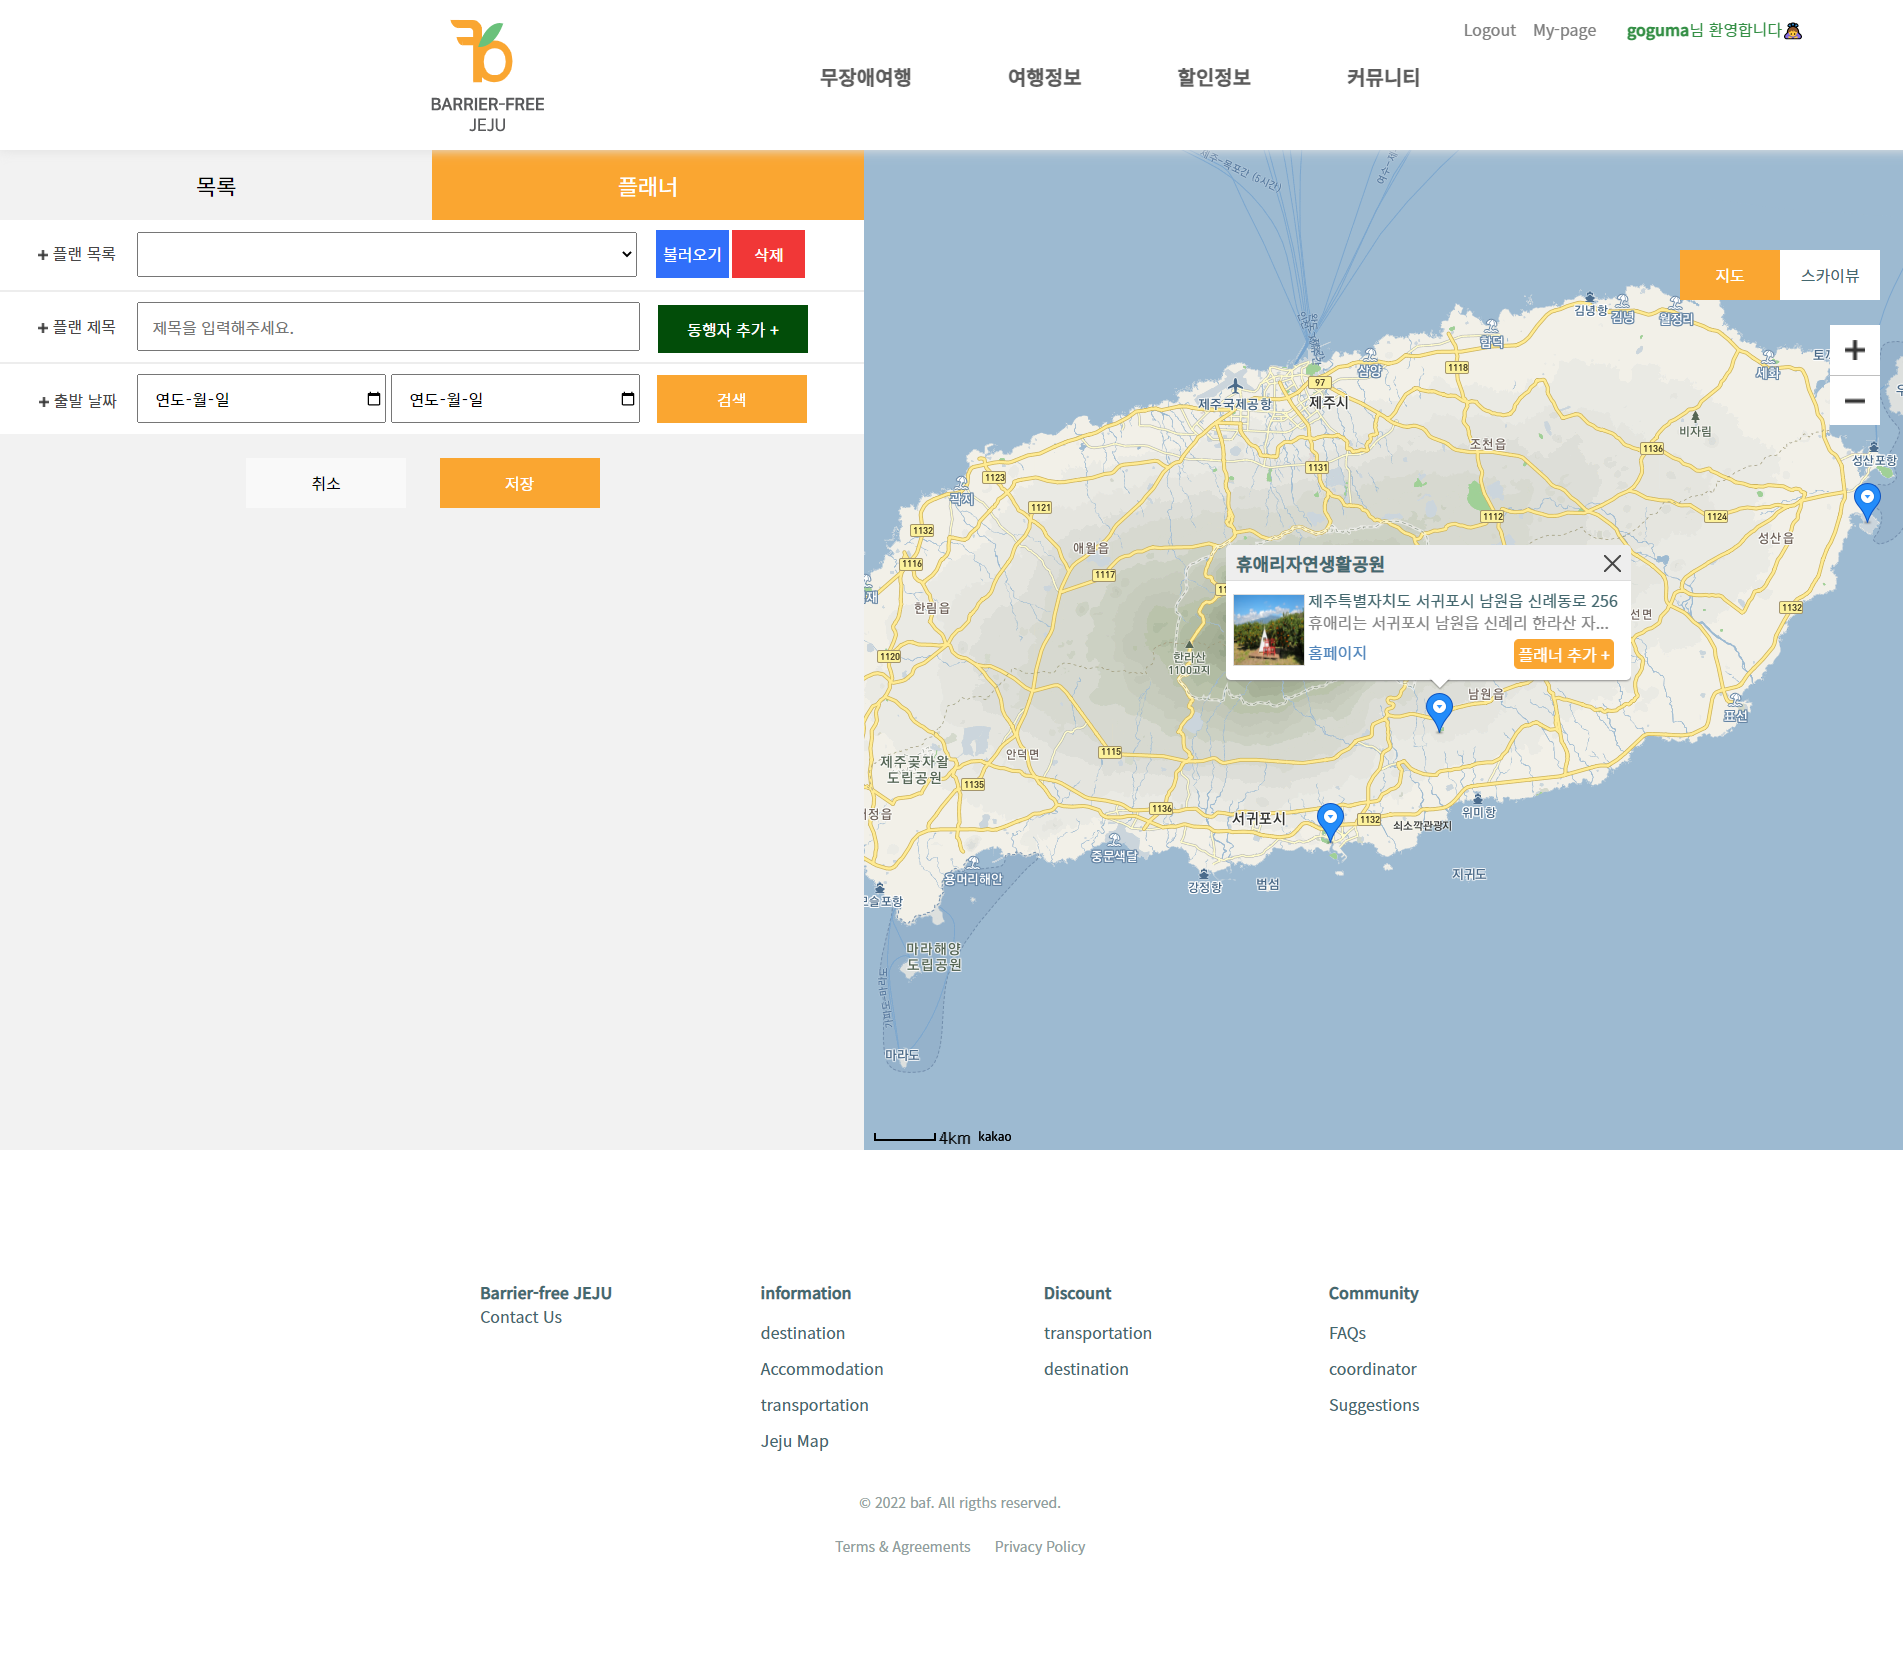 Logout My-page goguma님 환영합니다
BARRIER-FREE
JEJU
무장애여행 여행정보 할인정보 커뮤니티
목록 플래너
플랜 목록 불러오기 삭제
플랜 제목 제목을 입력해주세요. 동행자 추가 +
출발 날짜 연도-월-일 연도-월-일 검색
취소 저장
제주-목포간 (5시간)
지도 스카이뷰
김녕항 김녕 월정리
함덕
삼양 1118 세화
97
제주국제공항 제주시
비자림
조천읍 1136
1131 성산포항
1123
곽지
1121 1112 1124
1132 성산읍
애월읍
1116 1117
한림읍 1132
휴애리자연생활공원
제주특별자치도 서귀포시 남원읍 신례동로 256
휴애리는 서귀포시 남원읍 신례리 한라산 자...
홈페이지 플래너 추가 +
1120 한라산
1100고지
남원읍
표선
안덕면 1115
제주곶자왈
도립공원
1135
1136 서귀포시 1132 쇠소깍관광지 위미항
중문색달
용머리해안 강정항 범섬 지귀도
마라해양
도립공원
마라도
4km kakao
Barrier-free JEJU
Contact Us
information
destination
Accommodation
transportation
Jeju Map
Discount
transportation
destination
Community
FAQs
coordinator
Suggestions
© 2022 baf. All rigths reserved.
Terms & Agreements Privacy Policy